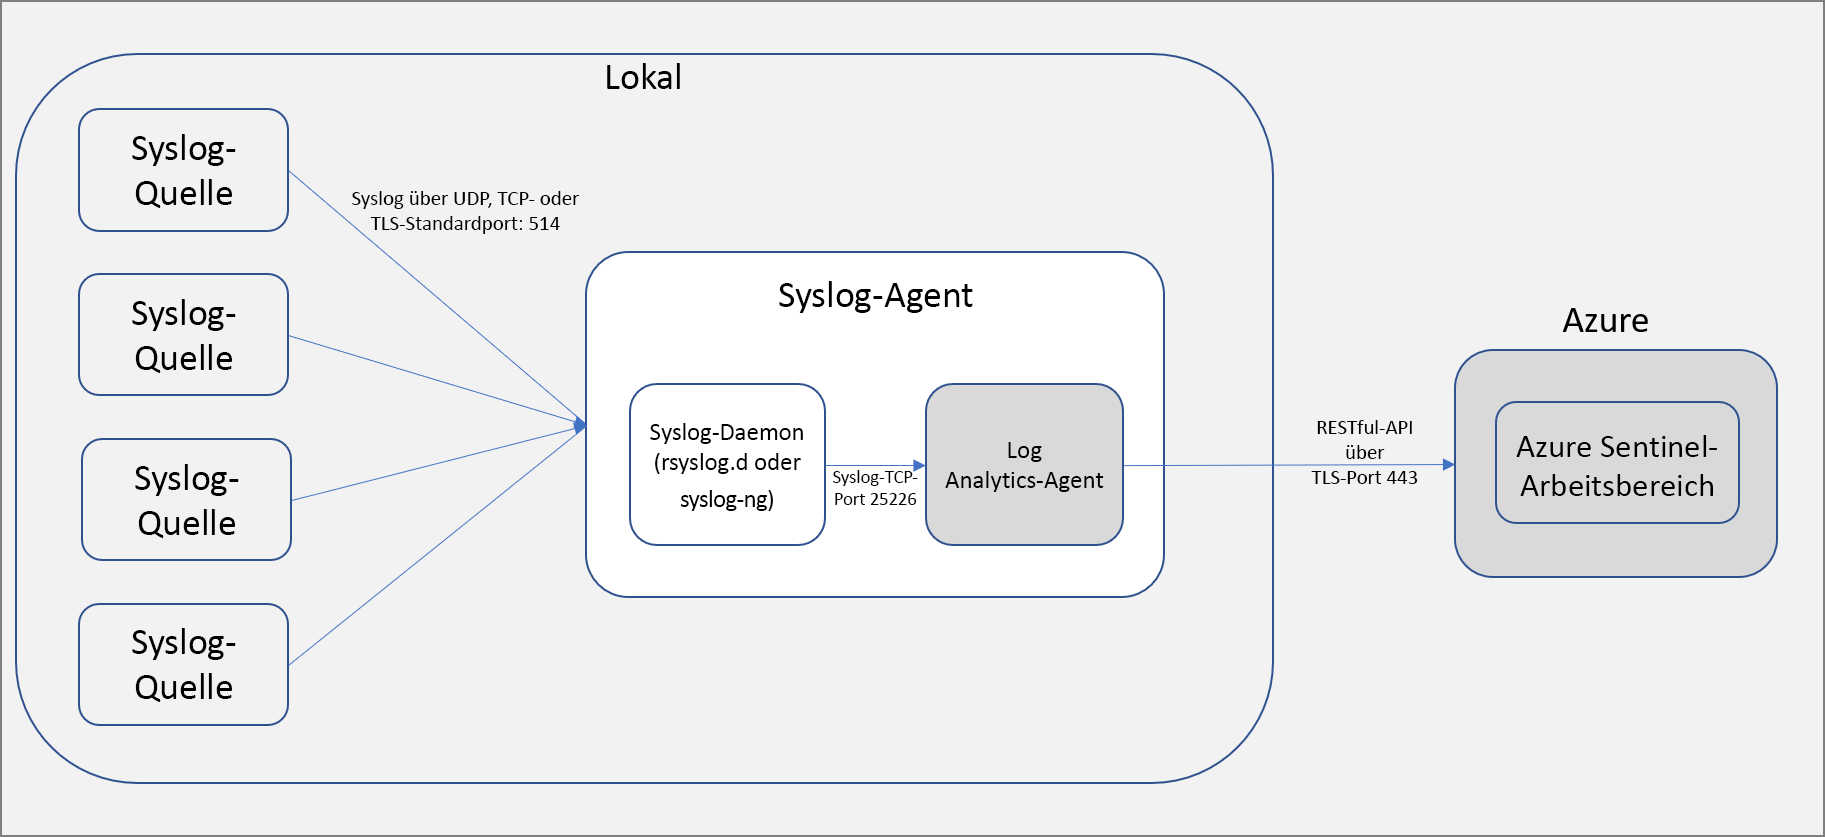 Lokal
Syslog-
Quelle
Syslog über UDP, TCP- oder
TLS-Standardport: 514
Syslog-
Quelle
Syslog-
Quelle
Syslog-
Quelle
Syslog-Agent
Syslog-Daemon
(rsyslog.d oder
syslog-ng)
Syslog-TCP-
Port 25226
Log
Analytics-Agent
RESTful-API
über
TLS-Port 443
Azure
Azure Sentinel-
Arbeitsbereich